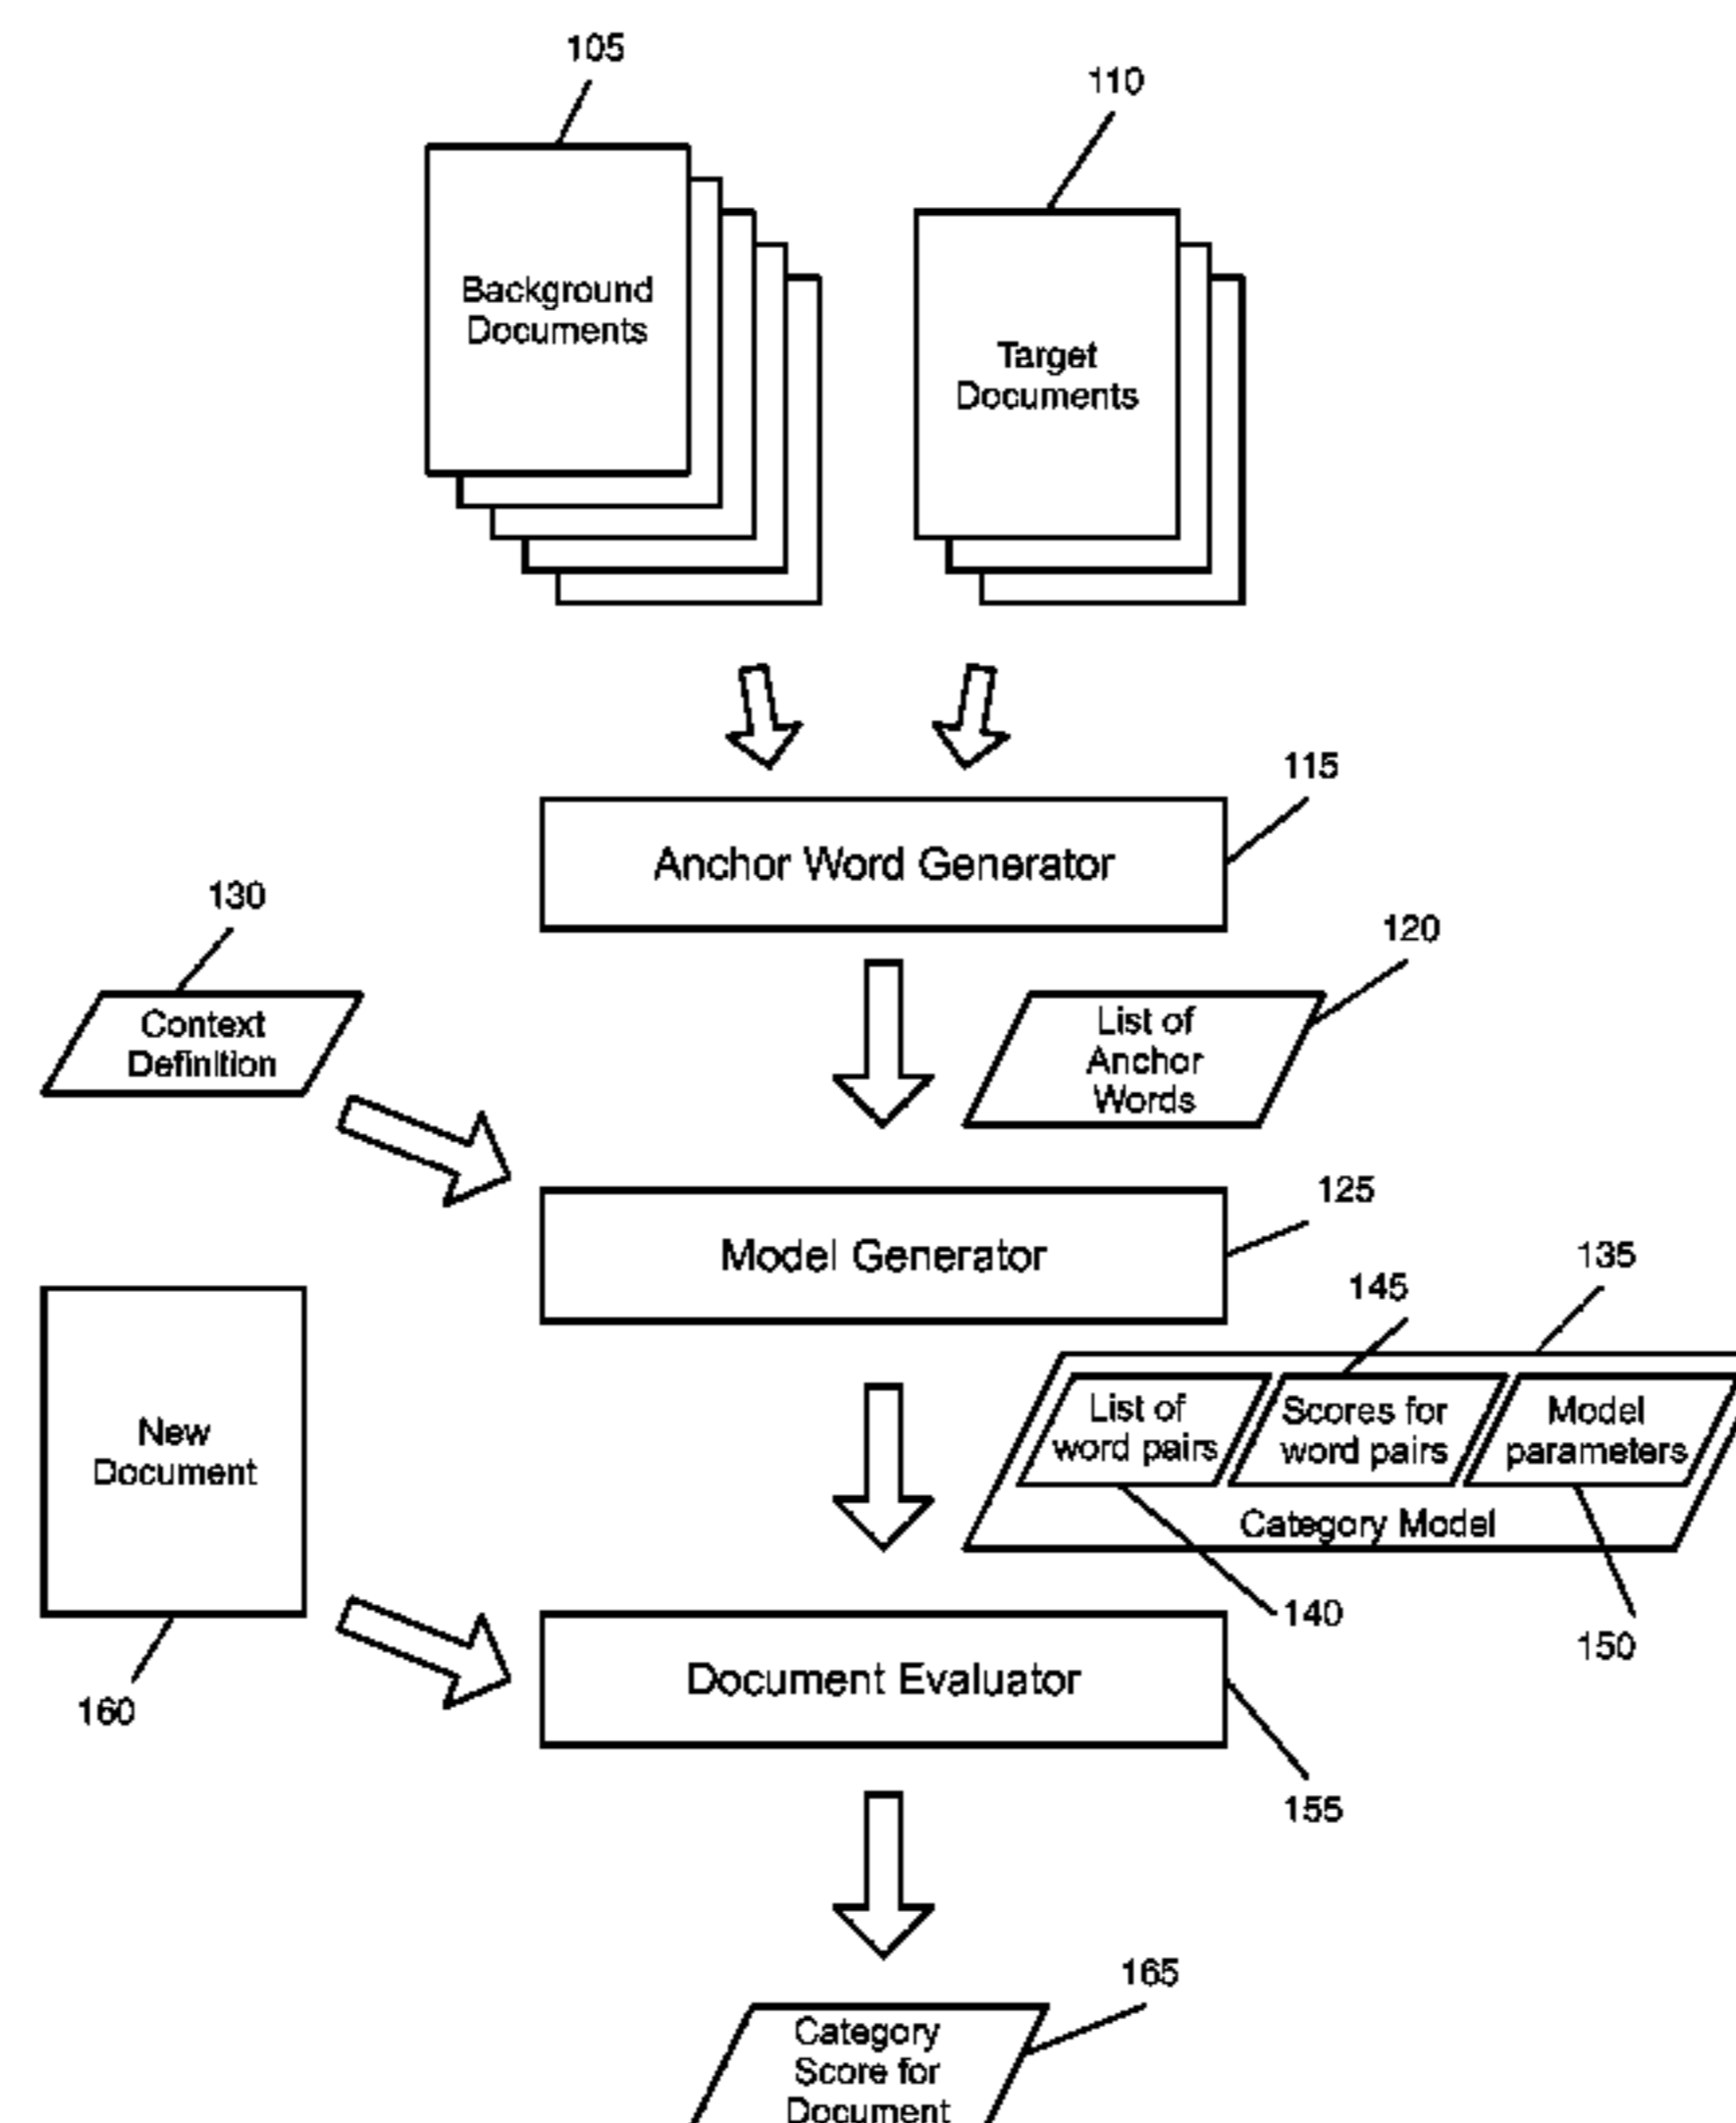 105
110
Background
Documents
Target
Documents
115
Anchor Word Generator
130
120
Context
Definition
List of
Anchor
Words
125
Model Generator
135
145
New
Document
List of
word pairs
Scores for
word pairs
Model
parameters
Category Model
140
150
160
Document Evaluator
155
165
Category
Score for
Document